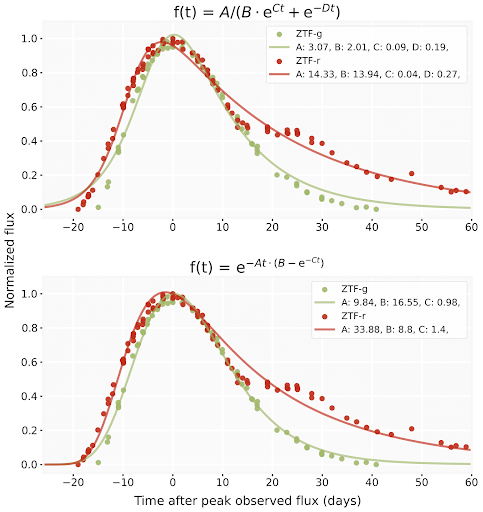 f(t) = A/(B · e^Ct + e^−Dt)
ZTF-g
A: 3.07, B: 2.01, C: 0.09, D: 0.19,
ZTF-r
A: 14.33, B: 13.94, C: 0.04, D: 0.27,
1.0
0.8
0.6
0.4
0.2
0.0
−20 −10 0 10 20 30 40 50 60
Normalized flux
f(t) = e^−At · (B − e^−Ct)
ZTF-g
A: 9.84, B: 16.55, C: 0.98,
ZTF-r
A: 33.88, B: 8.8, C: 1.4,
1.0
0.8
0.6
0.4
0.2
0.0
−20 −10 0 10 20 30 40 50 60
Time after peak observed flux (days)